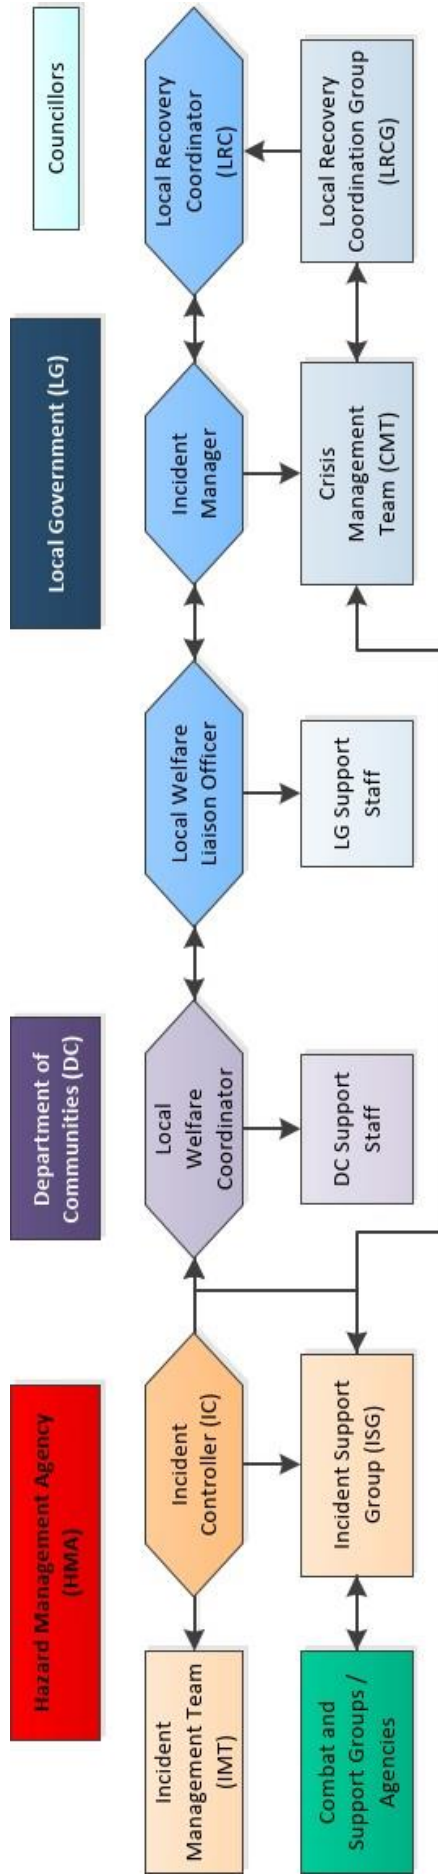 Hazard Management Agency
(HMA)
Department of
Communities (DC)
Local Government (LG)
Councillors
Incident
Management Team
(IMT)
Incident
Controller (IC)
Local
Welfare
Coordinator
Local Welfare
Liaison Officer
Incident
Manager
Local Recovery
Coordinator
(LRC)
Combat and
Support Groups /
Agencies
Incident Support
Group (ISG)
DC Support
Staff
LG Support
Staff
Crisis
Management
Team (CMT)
Local Recovery
Coordination Group
(LRCG)